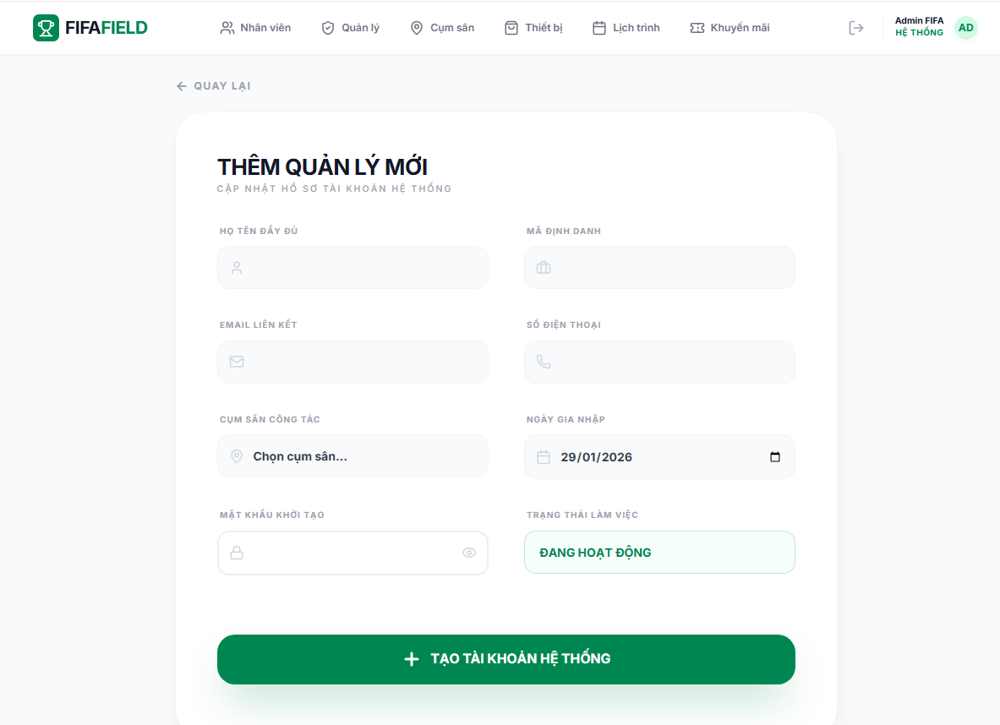 FIFAFIELD
Nhân viên
Quản lý
Cụm sân
Thiết bị
Lịch trình
Khuyến mãi
Admin FIFA
HỆ THỐNG
AD
QUAY LẠI
THÊM QUẢN LÝ MỚI
CẬP NHẬT HỒ SƠ TÀI KHOẢN HỆ THỐNG
HỌ TÊN ĐẦY ĐỦ
MÃ ĐỊNH DANH
EMAIL LIÊN KẾT
SỐ ĐIỆN THOẠI
CỤM SÂN CÔNG TÁC
NGÀY GIA NHẬP
Chọn cụm sân...
29/01/2026
MẬT KHẨU KHỞI TẠO
TRẠNG THÁI LÀM VIỆC
ĐANG HOẠT ĐỘNG
TẠO TÀI KHOẢN HỆ THỐNG